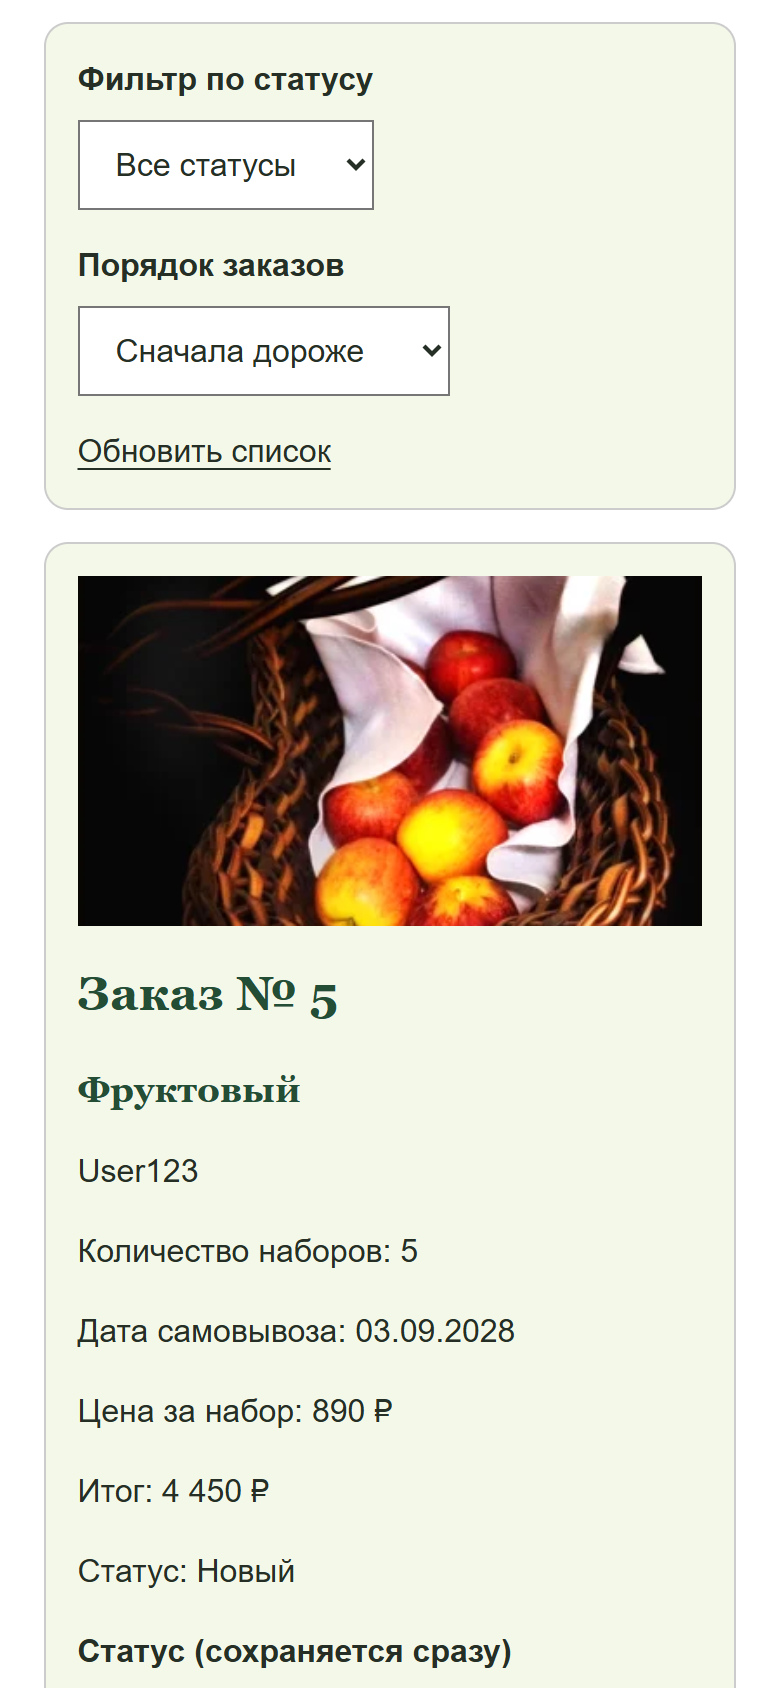 Фильтр по статусу
Все статусы
Порядок заказов
Сначала дороже
Обновить список
Заказ № 5
Фруктовый
User123
Количество наборов: 5
Дата самовывоза: 03.09.2028
Цена за набор: 890 ₽
Итог: 4 450 ₽
Статус: Новый
Статус (сохраняется сразу)